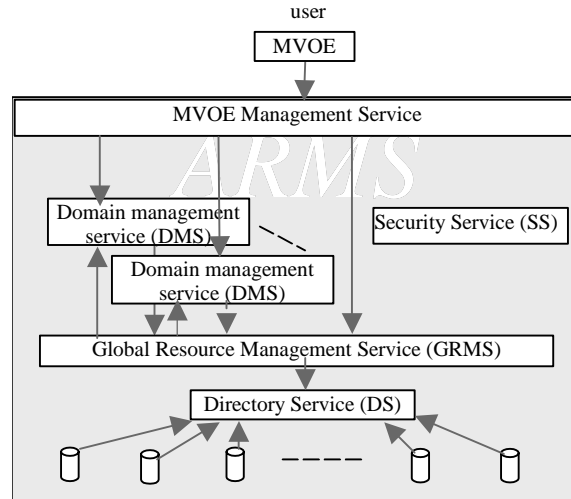 user
MVOE
MVOE Management Service
ARMS
Domain management
service (DMS)
Security Service (SS)
Domain management
service (DMS)
Global Resource Management Service (GRMS)
Directory Service (DS)